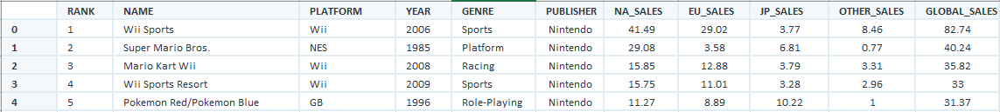 RANK NAME PLATFORM YEAR GENRE PUBLISHER NA_SALES EU_SALES JP_SALES OTHER_SALES GLOBAL_SALES
0 1 Wii Sports Wii 2006 Sports Nintendo 41.49 29.02 3.77 8.46 82.74
1 2 Super Mario Bros. NES 1985 Platform Nintendo 29.08 3.58 6.81 0.77 40.24
2 3 Mario Kart Wii Wii 2008 Racing Nintendo 15.85 12.88 3.79 3.31 35.82
3 4 Wii Sports Resort Wii 2009 Sports Nintendo 15.75 11.01 3.28 2.96 33
4 5 Pokemon Red/Pokemon Blue GB 1996 Role-Playing Nintendo 11.27 8.89 10.22 1 31.37